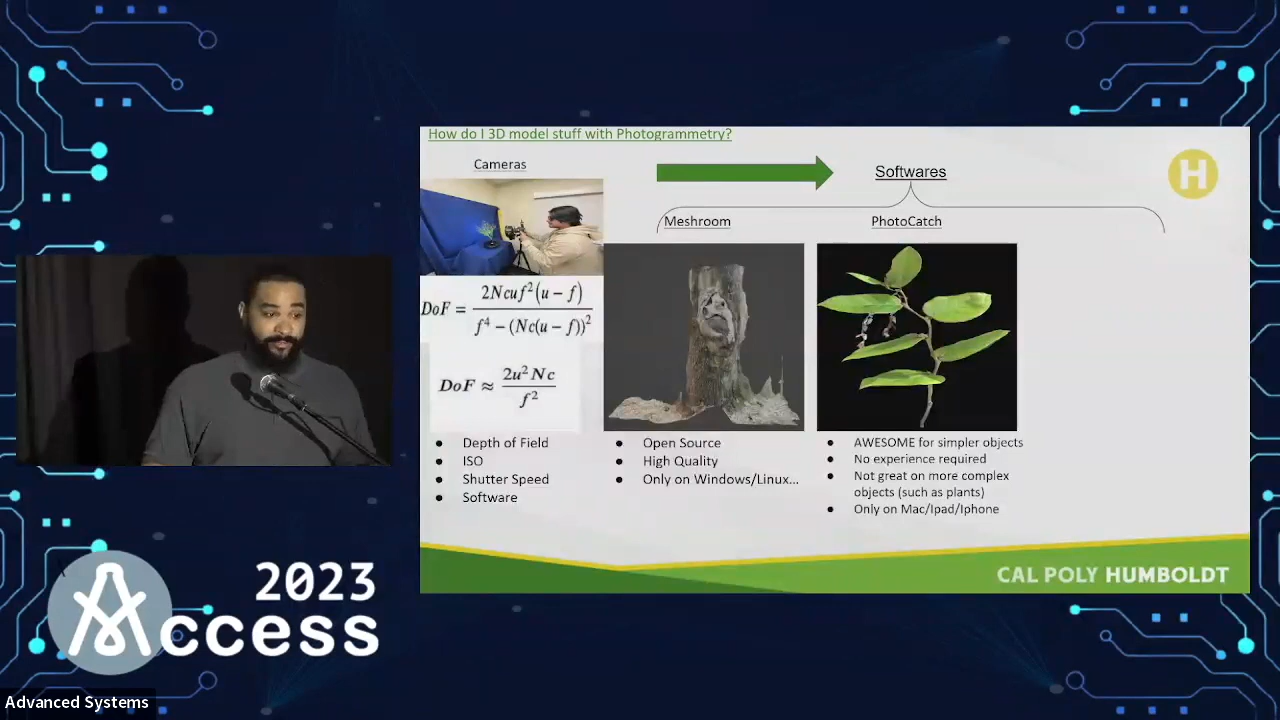 How do I 3D model stuff with Photogrammetry?
Cameras
Softwares
H
Meshroom
PhotoCatch
DoF = 2Ncuf²(u − f) / f⁴ − (Nc(u − f))²
DoF ≈ 2u²Nc / f²
● Depth of Field
● ISO
● Shutter Speed
● Software
● Open Source
● High Quality
● Only on Windows/Linux...
● AWESOME for simpler objects
● No experience required
● Not great on more complex
objects (such as plants)
● Only on Mac/Ipad/Iphone
CAL POLY HUMBOLDT
2023
Access
Advanced Systems